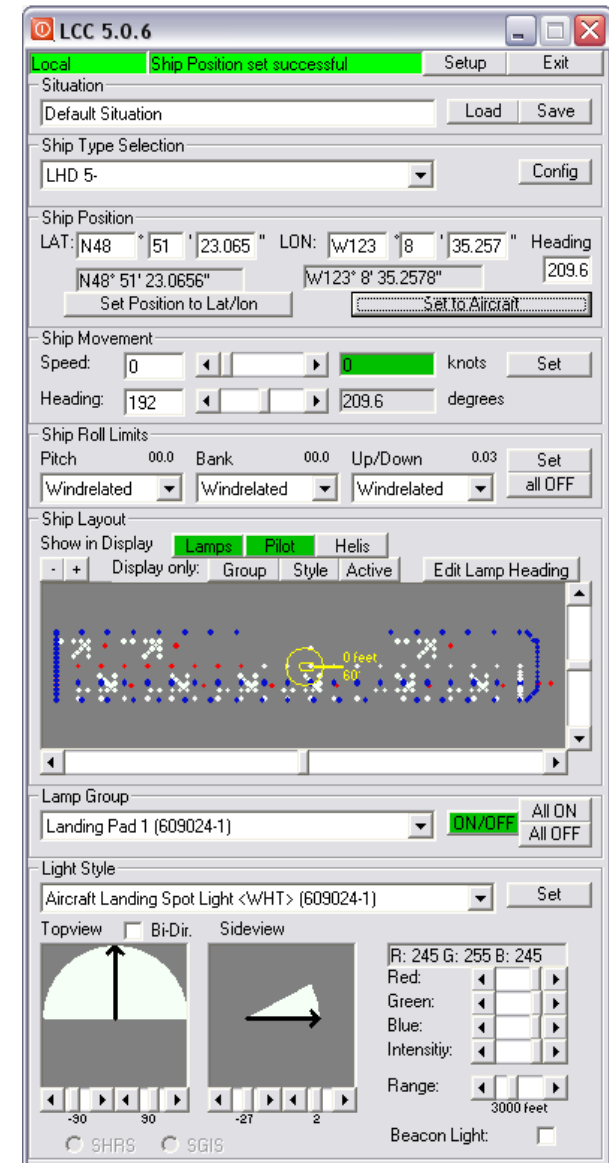 LCC 5.0.6
Local Ship Position set successful Setup Exit
Situation
Default Situation Load Save
Ship Type Selection
LHD 5- Config
Ship Position
LAT: N48 ° 51 ' 23.065 " LON: W123 ° 8 ' 35.257 " Heading
N48° 51' 23.0656" W123° 8' 35.2578" 209.6
Set Position to Lat/lon Set to Aircraft
Ship Movement
Speed: 0 0 knots Set
Heading: 192 209.6 degrees
Ship Roll Limits
Pitch 00.0 Bank 00.0 Up/Down 0.03 Set
Windrelated Windrelated Windrelated all OFF
Ship Layout
Show in Display Lamps Pilot Helis
- + Display only: Group Style Active Edit Lamp Heading
0 feet
60°
Lamp Group
Landing Pad 1 (609024-1) ON/OFF All ON
All OFF
Light Style
Aircraft Landing Spot Light <WHT> (609024-1) Set
Topview Bi-Dir. Sideview
R: 245 G: 255 B: 245
Red:
Green:
Blue:
Intensitiy:
Range:
3000 feet
-90 90 -27 2
SHRS SGIS Beacon Light: